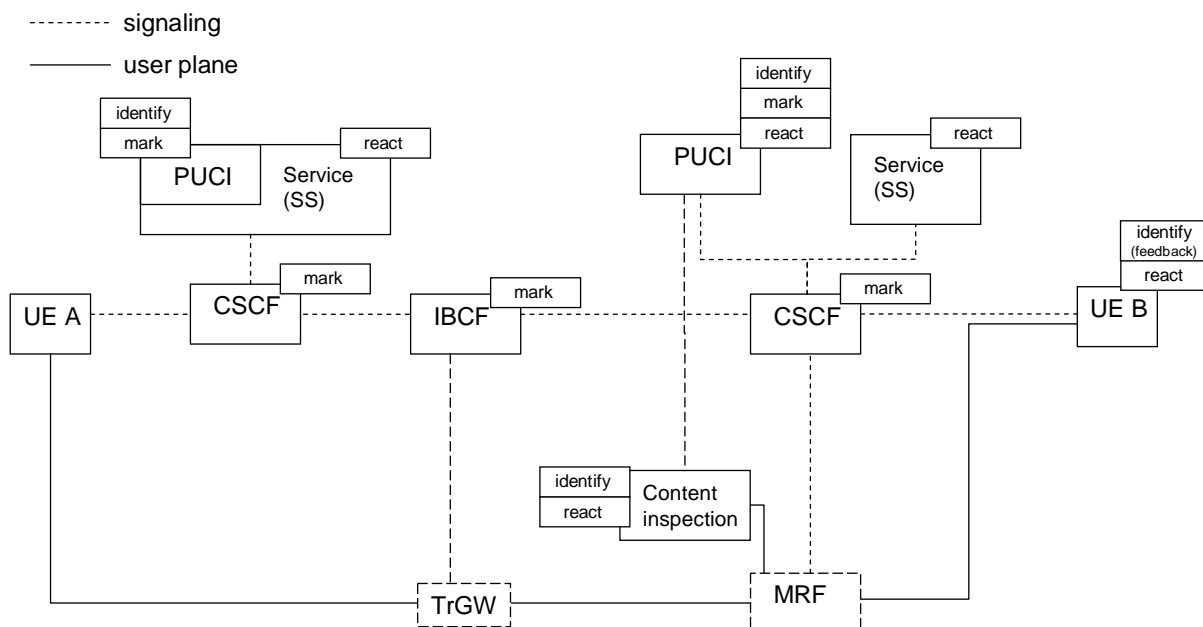 signaling
user plane
identify
mark
PUCI
Service
(SS)
react
identify
mark
react
PUCI
react
Service
(SS)
identify
(feedback)
react
UE B
UE A
mark
CSCF
mark
IBCF
mark
CSCF
identify
react
Content
inspection
TrGW
MRF